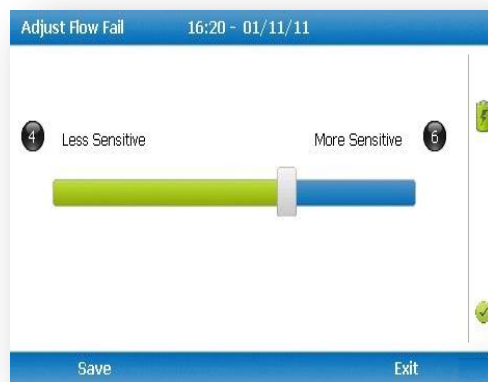 Adjust Flow Fail 16:20 - 01/11/11
4 Less Sensitive More Sensitive 6
Save Exit